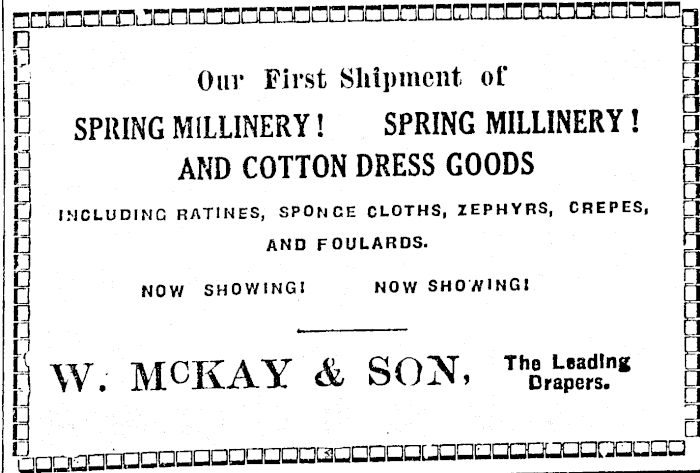 Our First Shipment of
SPRING MILLINERY! SPRING MILLINERY!
AND COTTON DRESS GOODS
INCLUDING RATINES, SPONCE CLOTHS, ZEPHYRS, CREPES,
AND FOULARDS.
NOW SHOWING! NOW SHOWING!
W. McKAY & SON, The Leading
Drapers.